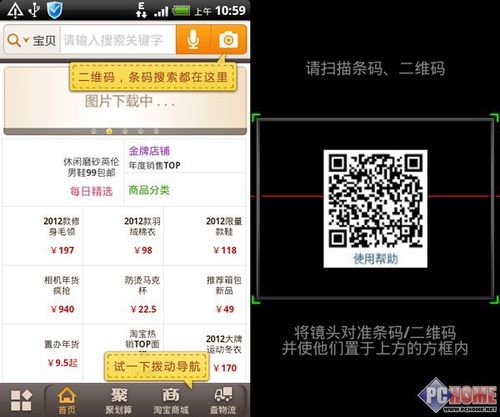 上午 10:59
宝贝 请输入搜索关键字
二维码,条码搜索都在这里
图片下载中 . . .
休闲磨砂英伦
男鞋99包邮
每日精选
金牌店铺
年度销售TOP
商品分类
2012款修
身毛领
¥197
2012款羽
绒棉衣
¥98
2012限量
款鞋
¥118
相机年货
疯抢
¥940
防烫马克
杯
¥22.5
推荐箱包
新品
¥49
置办年货
¥9.5起
淘宝热
销TOP面
2012大牌
运动冬衣
¥170
试一下拨动导航
首页
聚
聚划算
商
淘宝商城
查物流
请扫描条码、二维码
使用帮助
将镜头对准条码/二维码
并使他们置于上方的方框内
PCHOME
WWW.PCHOME.NET